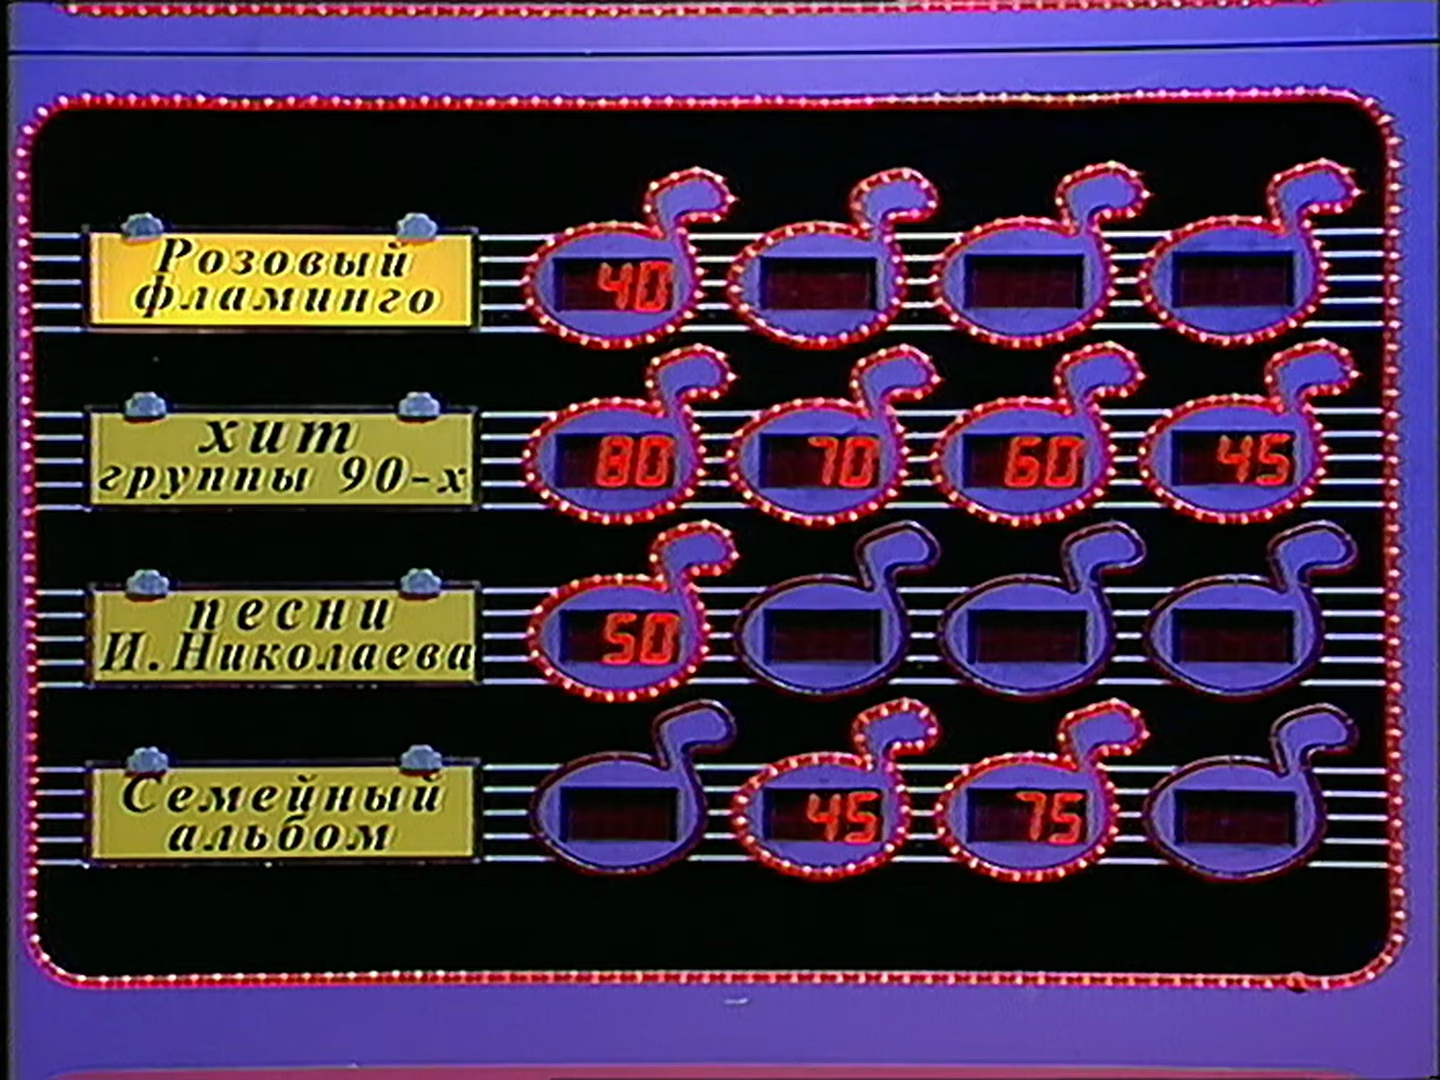 Розовый
фламинго
40
хит
группы 90-х
80 70 60 45
песни
И. Николаева
50
Семейный
альбом
45 75